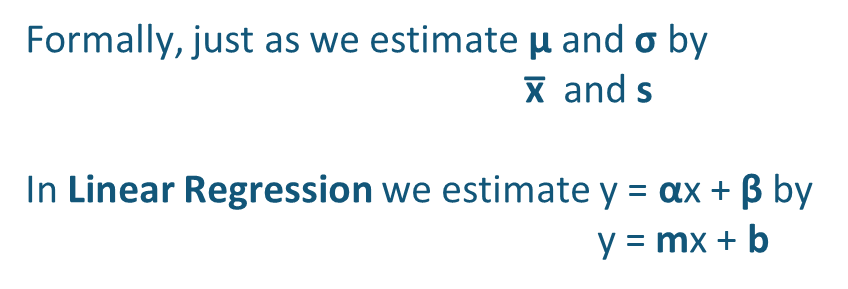 Formally, just as we estimate μ and σ by
x̅ and s
In Linear Regression we estimate y = αx + β by
y = mx + b